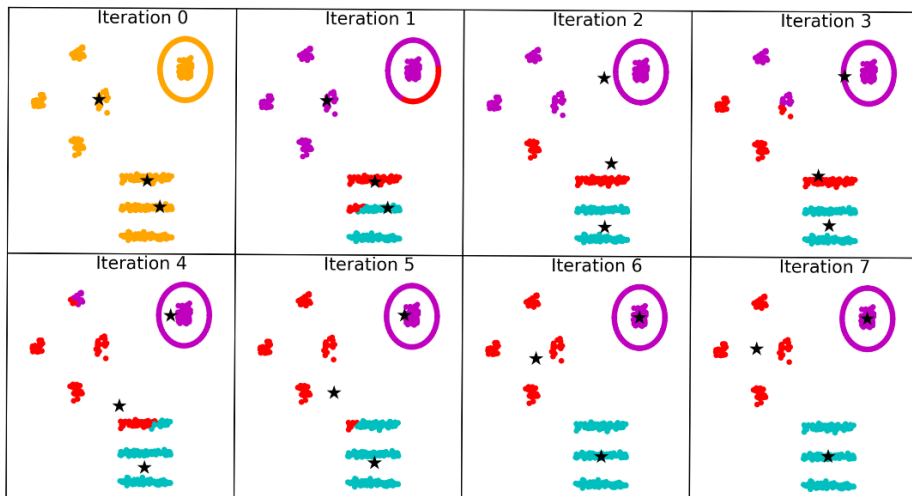 Iteration 0
Iteration 1
Iteration 2
Iteration 3
Iteration 4
Iteration 5
Iteration 6
Iteration 7